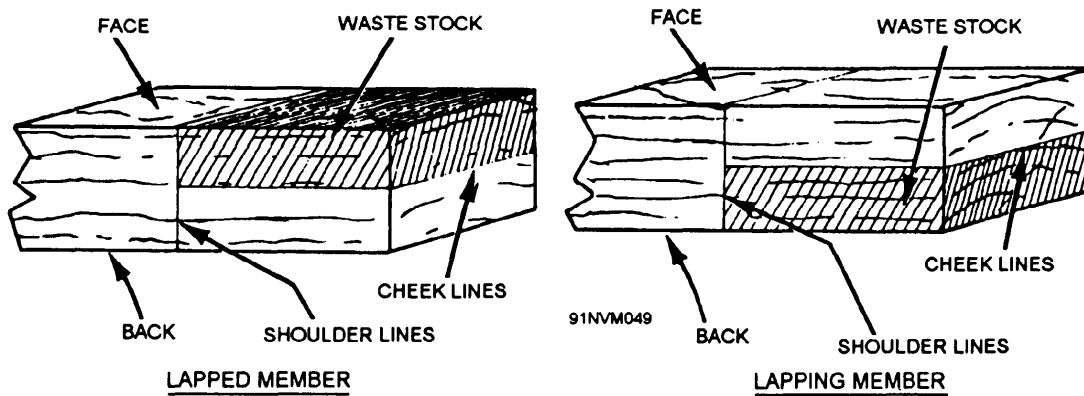 FACE
WASTE STOCK
CHEEK LINES
SHOULDER LINES
BACK
LAPPED MEMBER
FACE
WASTE STOCK
CHEEK LINES
91NVM049
BACK
SHOULDER LINES
LAPPING MEMBER